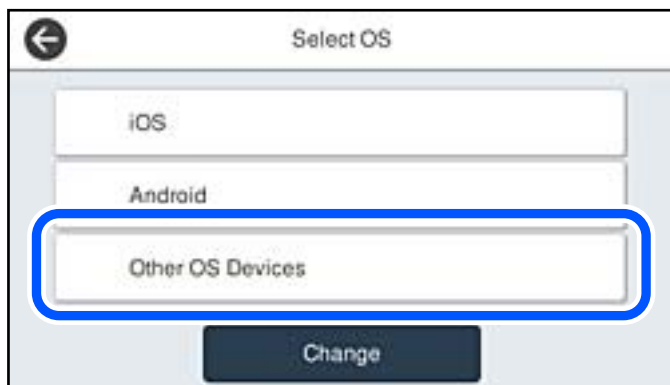 Select OS
iOS
Android
Other OS Devices
Change